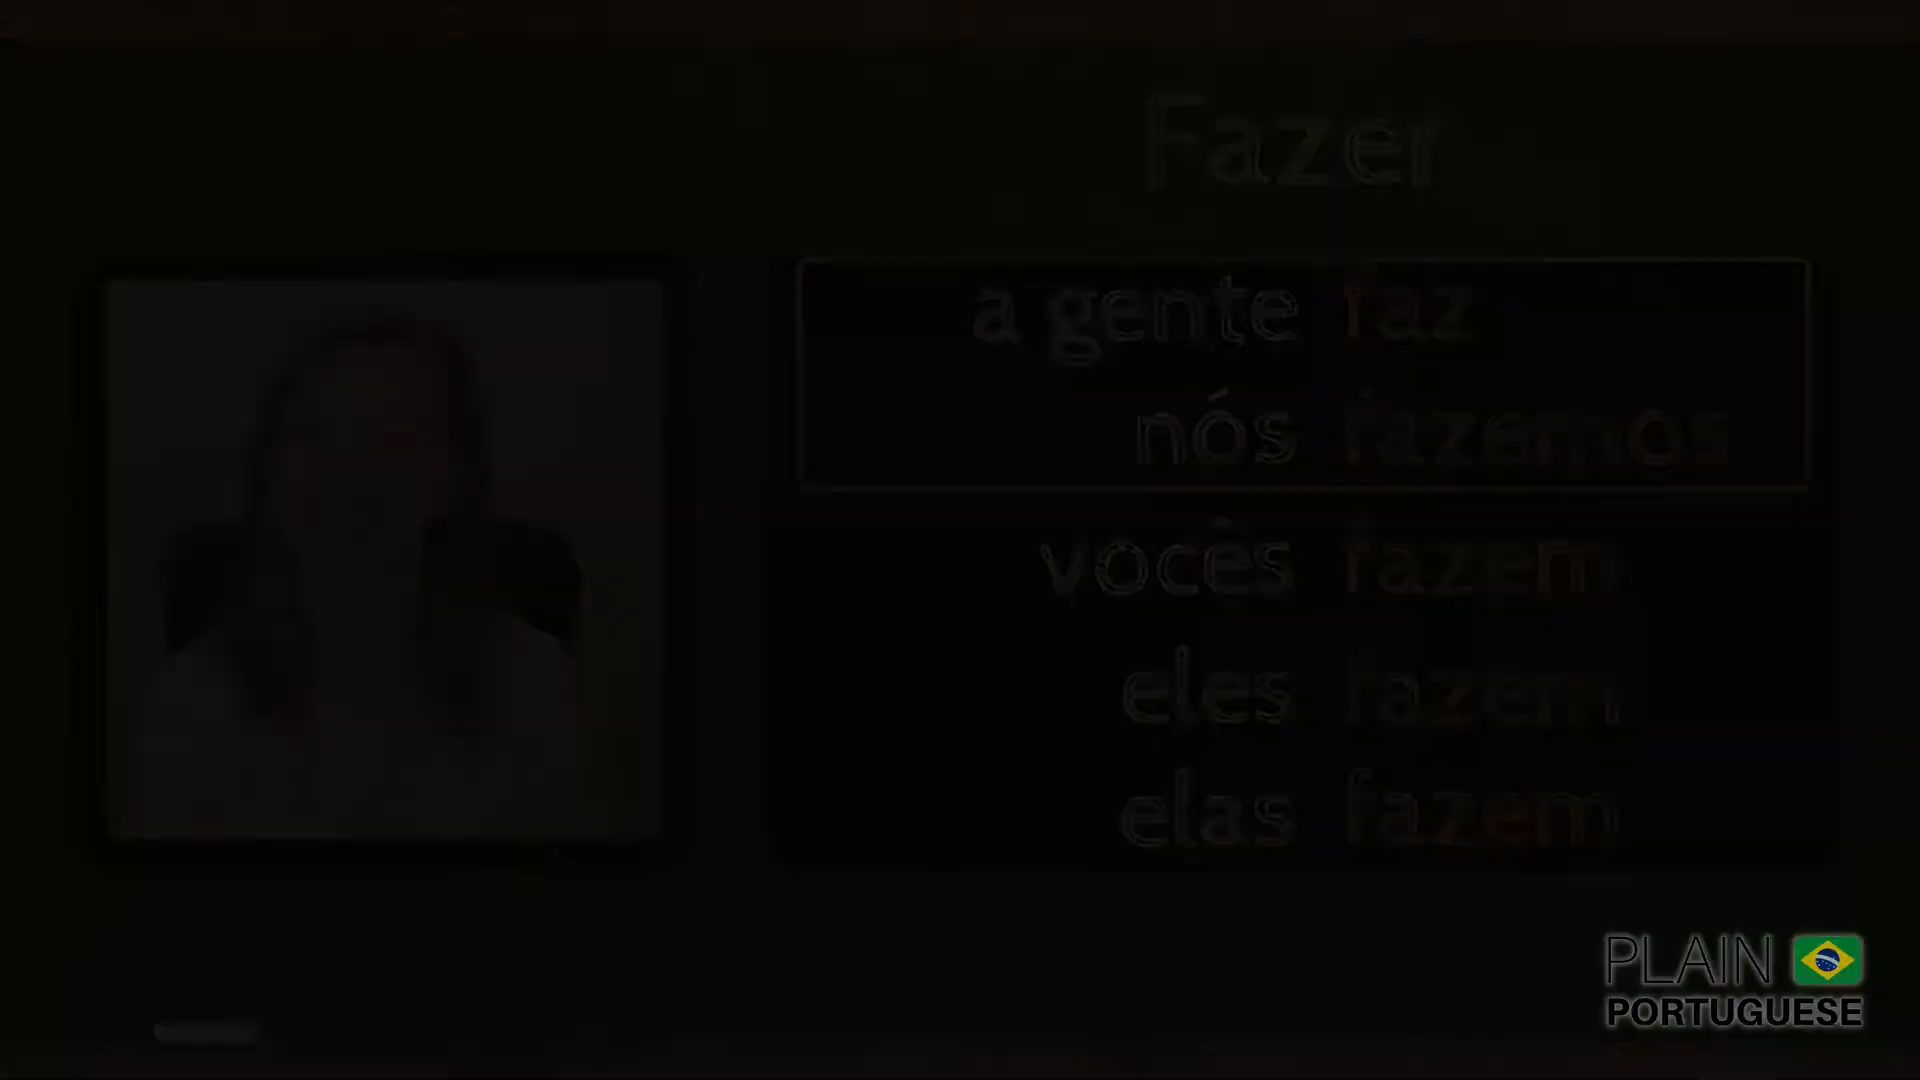 Fazer
a gente faz
nós fazemos
vocês fazem
eles fazem
elas fazem
PLAIN
PORTUGUESE